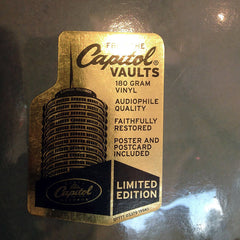 FROM THE
Capitol®
VAULTS
180 GRAM
VINYL
AUDIOPHILE
QUALITY
FAITHFULLY
RESTORED
POSTER AND
POSTCARD
INCLUDED
Capitol
LIMITED
EDITION